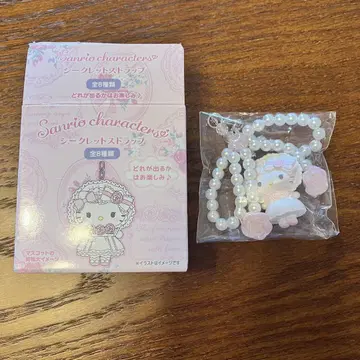 Sanrio characters
シークレットストラップ
全8種類
どれが出るかはお楽しみ♪
Sanrio characters
シークレットストラップ
全8種類
どれが出るか
はお楽しみ♪
※イラストはイメージです